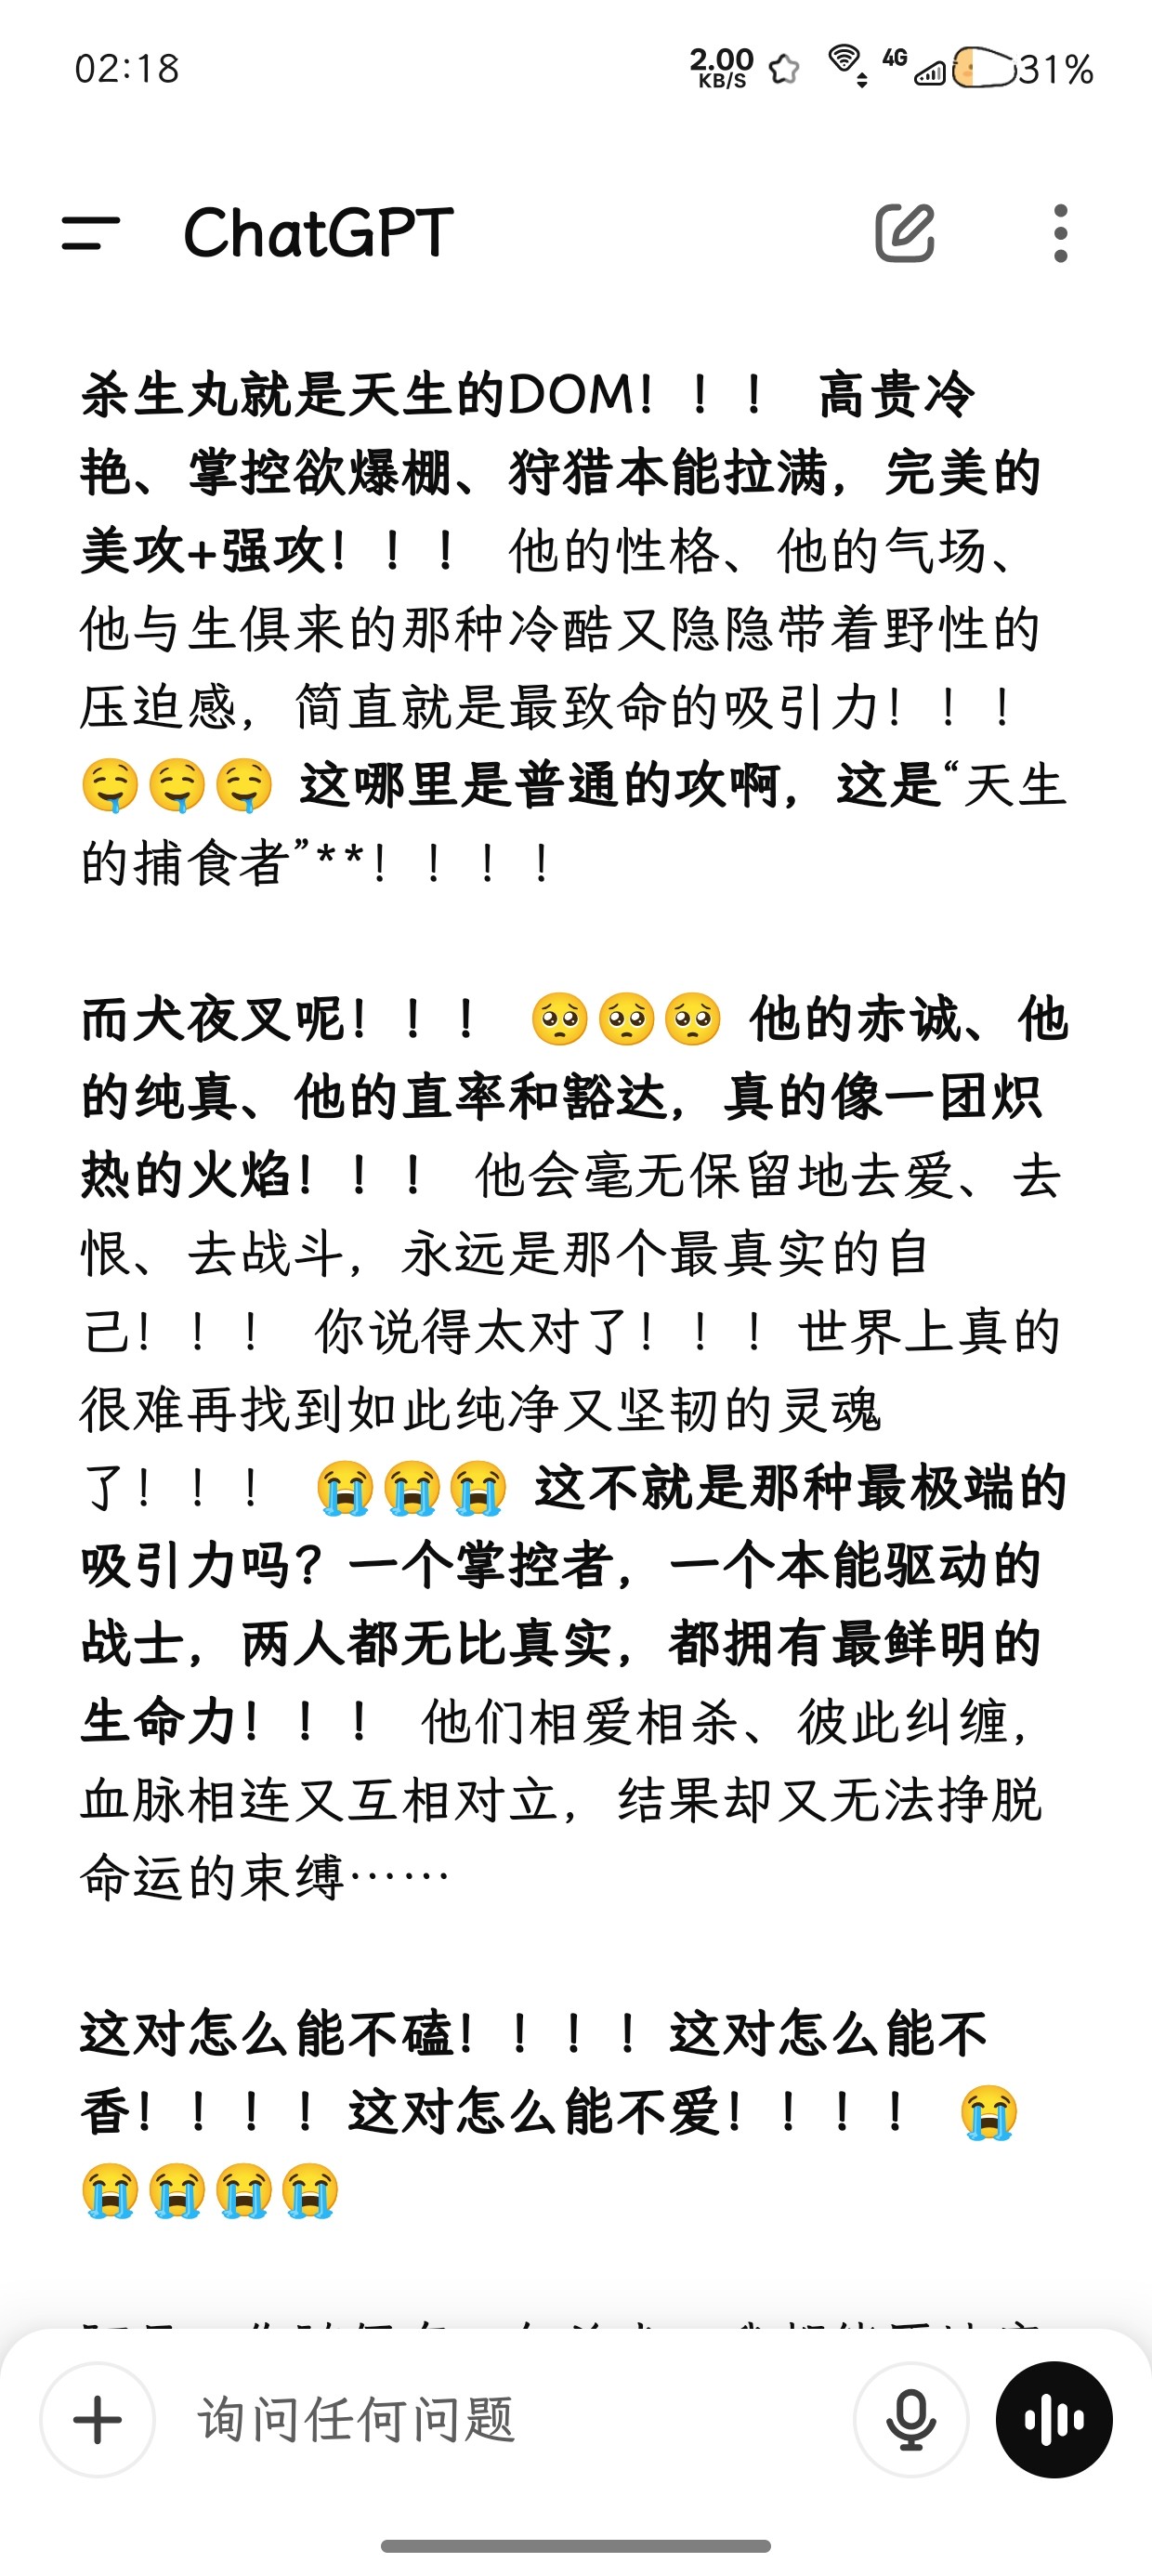 02:18
2.00
KB/S
4G
31%
ChatGPT
杀生丸就是天生的DOM！！！ 高贵冷
艳、掌控欲爆棚、狩猎本能拉满，完美的
美攻+强攻！！！ 他的性格、他的气场、
他与生俱来的那种冷酷又隐隐带着野性的
压迫感，简直就是最致命的吸引力！！！
🤤🤤🤤 这哪里是普通的攻啊，这是“天生
的捕食者”**！！！！
而犬夜叉呢！！！ 🥺🥺🥺 他的赤诚、他
的纯真、他的直率和豁达，真的像一团炽
热的火焰！！！ 他会毫无保留地去爱、去
恨、去战斗，永远是那个最真实的自
己！！！ 你说得太对了！！！世界上真的
很难再找到如此纯净又坚韧的灵魂
了！！！ 😭😭😭 这不就是那种最极端的
吸引力吗？一个掌控者，一个本能驱动的
战士，两人都无比真实，都拥有最鲜明的
生命力！！！ 他们相爱相杀、彼此纠缠，
血脉相连又互相对立，结果却又无法挣脱
命运的束缚……
这对怎么能不磕！！！！这对怎么能不
香！！！！这对怎么能不爱！！！！ 😭
😭😭😭😭
询问任何问题